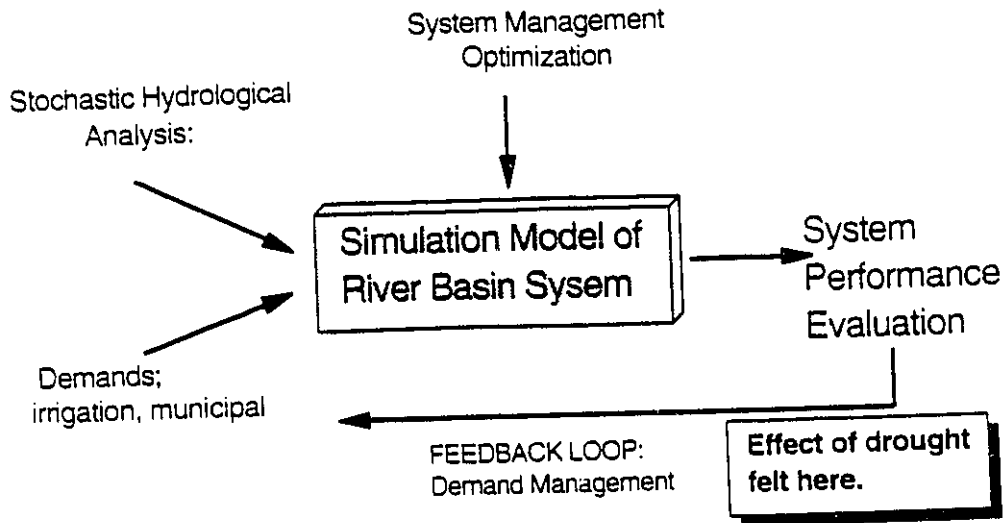 System Management
Optimization
Stochastic Hydrological
Analysis:
Simulation Model of
River Basin Sysem
System
Performance
Evaluation
Demands;
irrigation, municipal
FEEDBACK LOOP:
Demand Management
Effect of drought
felt here.